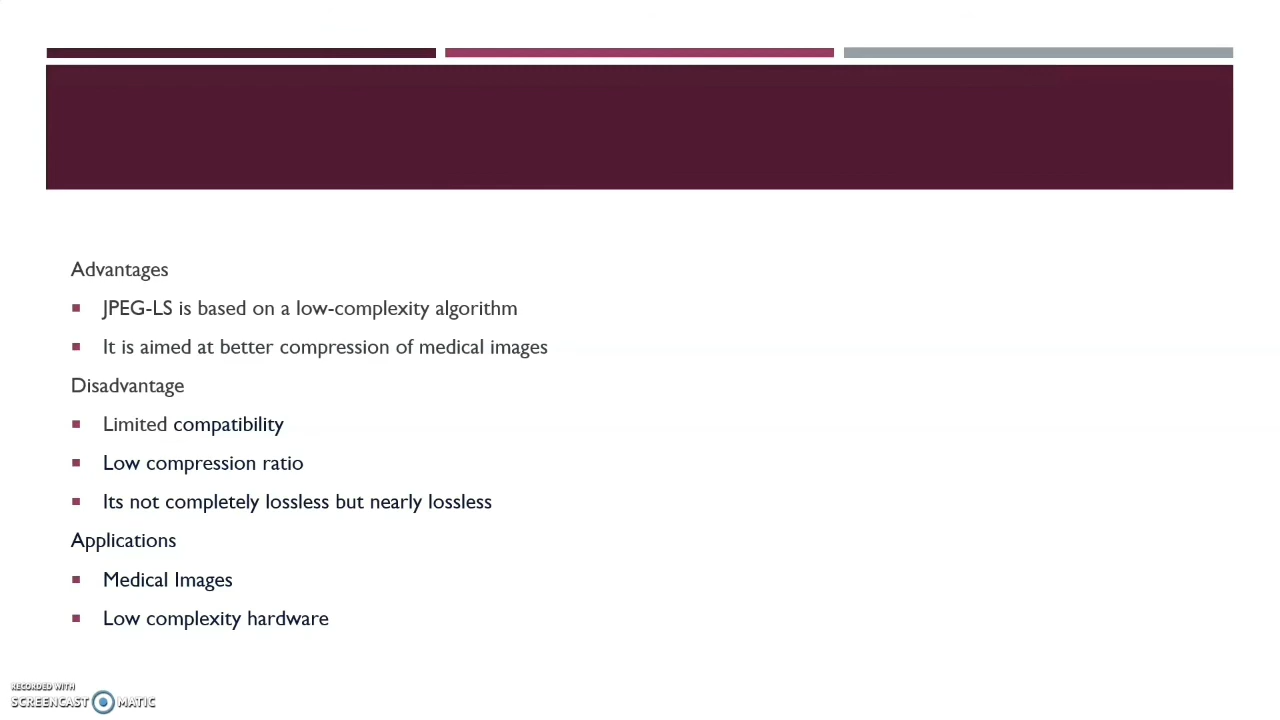 Advantages
JPEG-LS is based on a low-complexity algorithm
It is aimed at better compression of medical images
Disadvantage
Limited compatibility
Low compression ratio
Its not completely lossless but nearly lossless
Applications
Medical Images
Low complexity hardware
RECORDED WITH
SCREENCAST MATIC